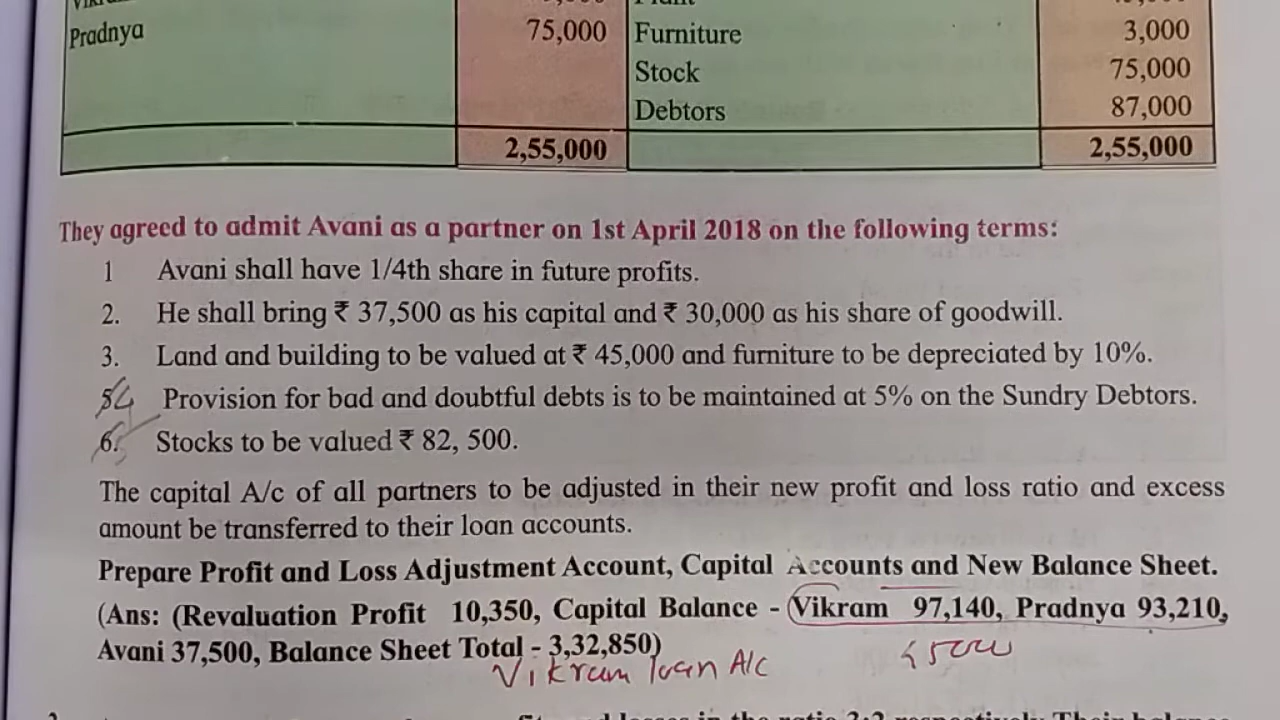 Pradnya 75,000 Furniture 3,000
Stock 75,000
Debtors 87,000
2,55,000 2,55,000
They agreed to admit Avani as a partner on 1st April 2018 on the following terms:
1 Avani shall have 1/4th share in future profits.
2. He shall bring ₹ 37,500 as his capital and ₹ 30,000 as his share of goodwill.
3. Land and building to be valued at ₹ 45,000 and furniture to be depreciated by 10%.
54 Provision for bad and doubtful debts is to be maintained at 5% on the Sundry Debtors.
6. Stocks to be valued ₹ 82, 500.
The capital A/c of all partners to be adjusted in their new profit and loss ratio and excess
amount be transferred to their loan accounts.
Prepare Profit and Loss Adjustment Account, Capital Accounts and New Balance Sheet.
(Ans: (Revaluation Profit 10,350, Capital Balance - Vikram 97,140, Pradnya 93,210,
Avani 37,500, Balance Sheet Total - 3,32,850)
Vikram loan A/c